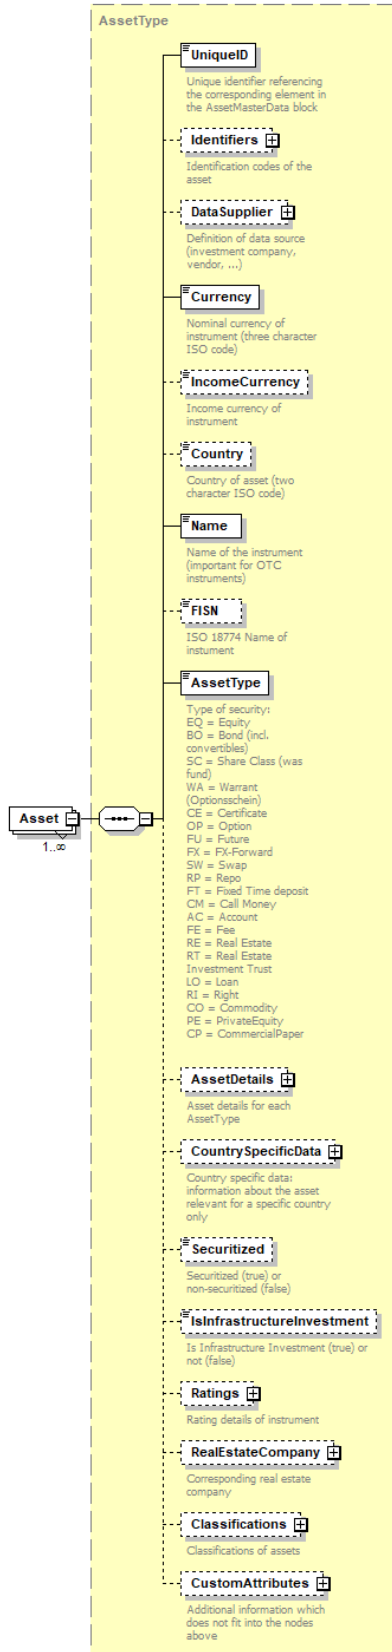 AssetType
UniqueID
Unique identifier referencing
the corresponding element in
the AssetMasterData block
Identifiers
Identification codes of the
asset
DataSupplier
Definition of data source
(investment company,
vendor, ...)
Currency
Nominal currency of
instrument (three character
ISO code)
IncomeCurrency
Income currency of
instrument
Country
Country of asset (two
character ISO code)
Name
Name of the instrument
(important for OTC
instruments)
FISN
ISO 18774 Name of
instument
AssetType
Type of security:
EQ = Equity
BO = Bond (incl.
convertibles)
SC = Share Class (was
fund)
WA = Warrant
(Optionsschein)
CE = Certificate
OP = Option
FU = Future
FX = FX-Forward
SW = Swap
RP = Repo
FT = Fixed Time deposit
CM = Call Money
AC = Account
FE = Fee
RE = Real Estate
RT = Real Estate
Investment Trust
LO = Loan
RI = Right
CO = Commodity
PE = PrivateEquity
CP = CommercialPaper
Asset
1..∞
AssetDetails
Asset details for each
AssetType
CountrySpecificData
Country specific data:
information about the asset
relevant for a specific country
only
Securitized
Securitized (true) or
non-securitized (false)
IsInfrastructureInvestment
Is Infrastructure Investment (true) or
not (false)
Ratings
Rating details of instrument
RealEstateCompany
Corresponding real estate
company
Classifications
Classifications of assets
CustomAttributes
Additional information which
does not fit into the nodes
above